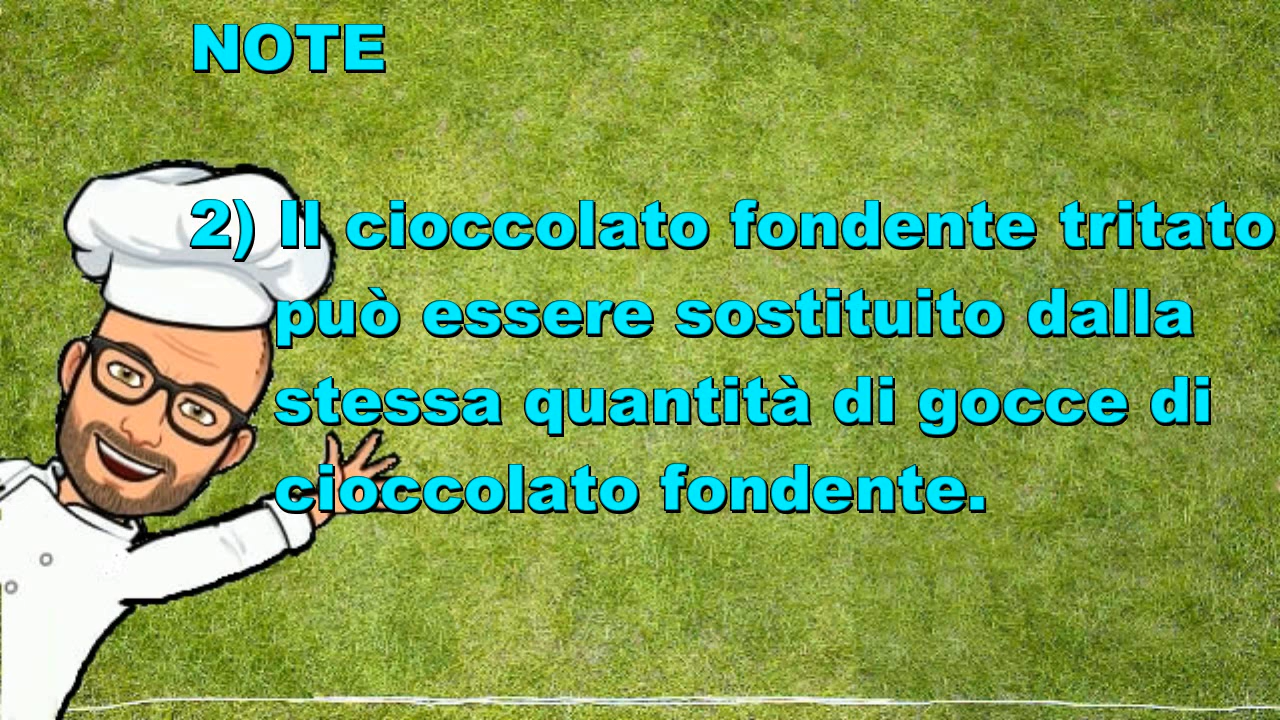 NOTE
2) Il cioccolato fondente tritato
può essere sostituito dalla
stessa quantità di gocce di
cioccolato fondente.